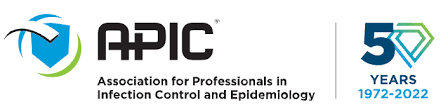 APIC®
Association for Professionals in
Infection Control and Epidemiology
50
YEARS
1972-2022